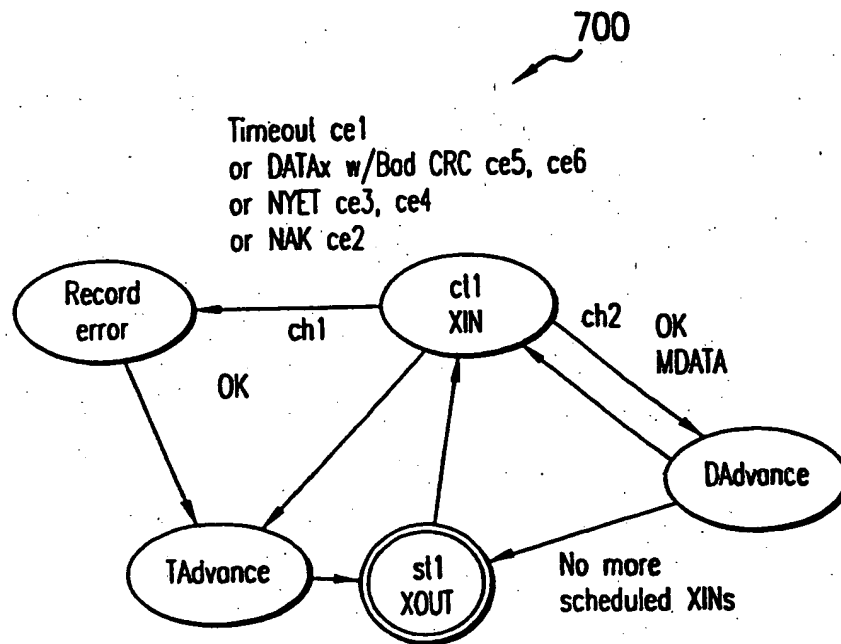 700
Timeout ce1
or DATAx w/Bad CRC ce5, ce6
or NYET ce3, ce4
or NAK ce2
Record
error
ch1
ct1
XIN
ch2
OK
MDATA
OK
DAdvance
TAdvance
st1
XOUT
No more
scheduled XINs